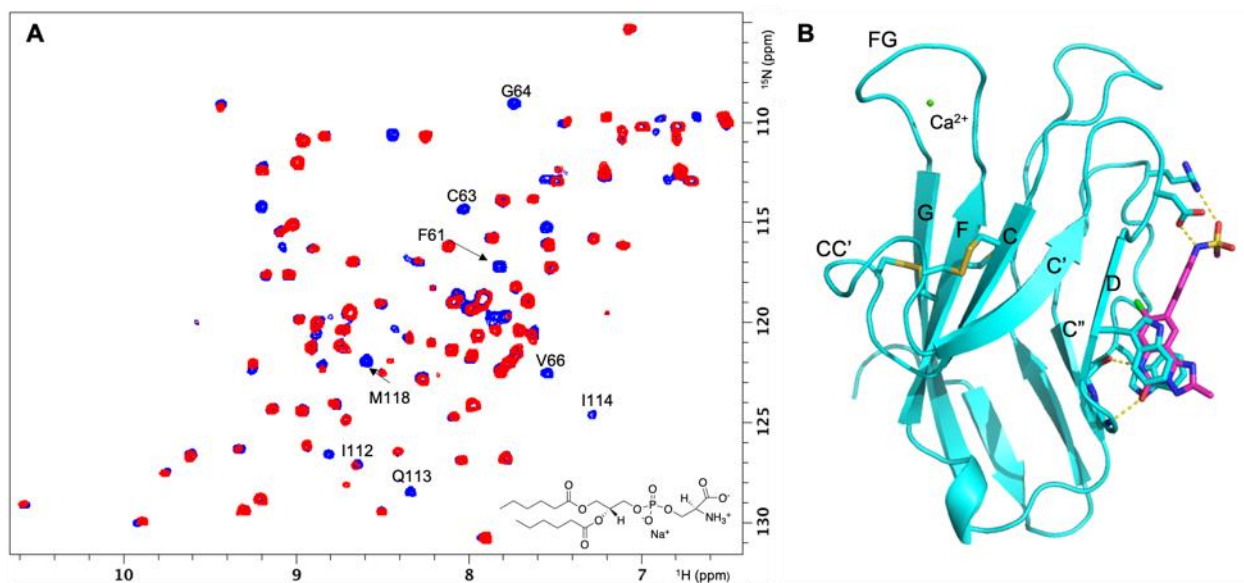 A
G64
C63
F61
V66
M118
I114
I112
Q113
110
115
120
125
130
¹⁵N (ppm)
10
9
8
7
¹H (ppm)
O
O
O
O
P
O
O⁻
Na⁺
H
O
O
O⁻
NH₃⁺
H
B
FG
Ca²⁺
G
F
C
CC'
C'
D
C"